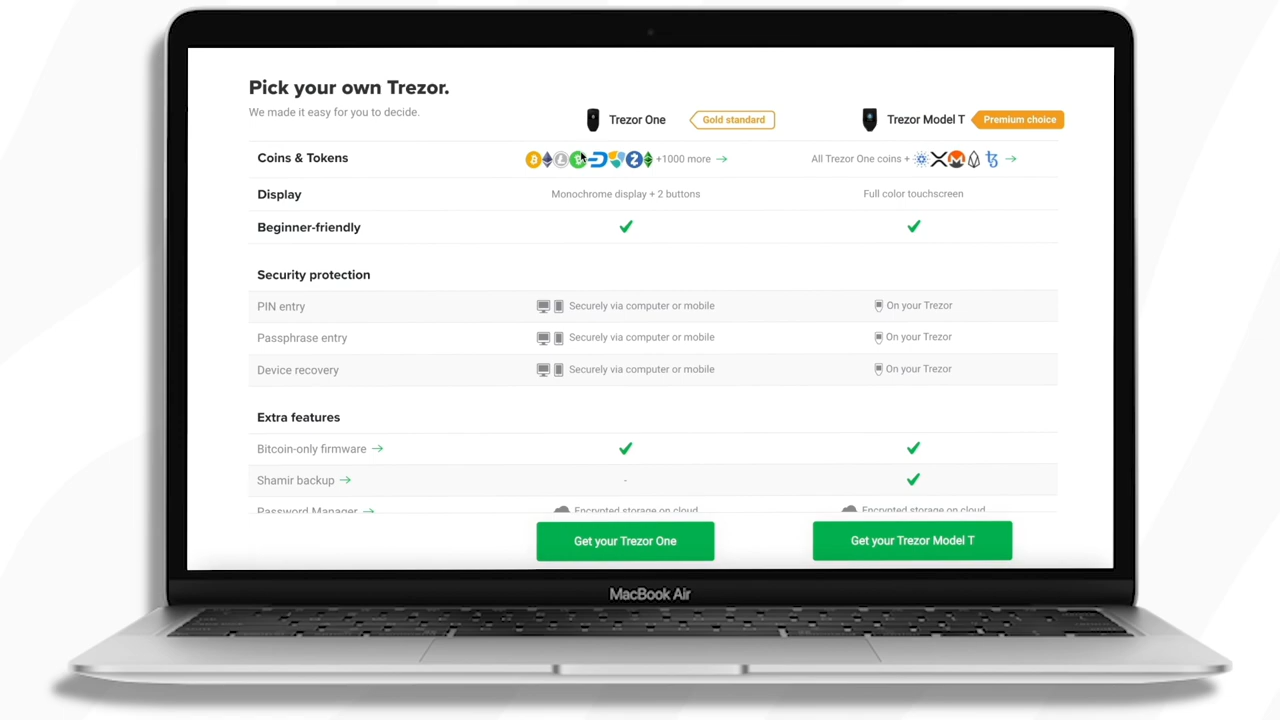 Pick your own Trezor.
We made it easy for you to decide.
Trezor One
Gold standard
Trezor Model T
Premium choice
Coins & Tokens
+1000 more →
All Trezor One coins +
→
Display
Monochrome display + 2 buttons
Full color touchscreen
Beginner-friendly
Security protection
PIN entry
Securely via computer or mobile
On your Trezor
Passphrase entry
Securely via computer or mobile
On your Trezor
Device recovery
Securely via computer or mobile
On your Trezor
Extra features
Bitcoin-only firmware →
Shamir backup →
-
Password Manager →
Encrypted storage on cloud
Encrypted storage on cloud
Get your Trezor One
Get your Trezor Model T
MacBook Air